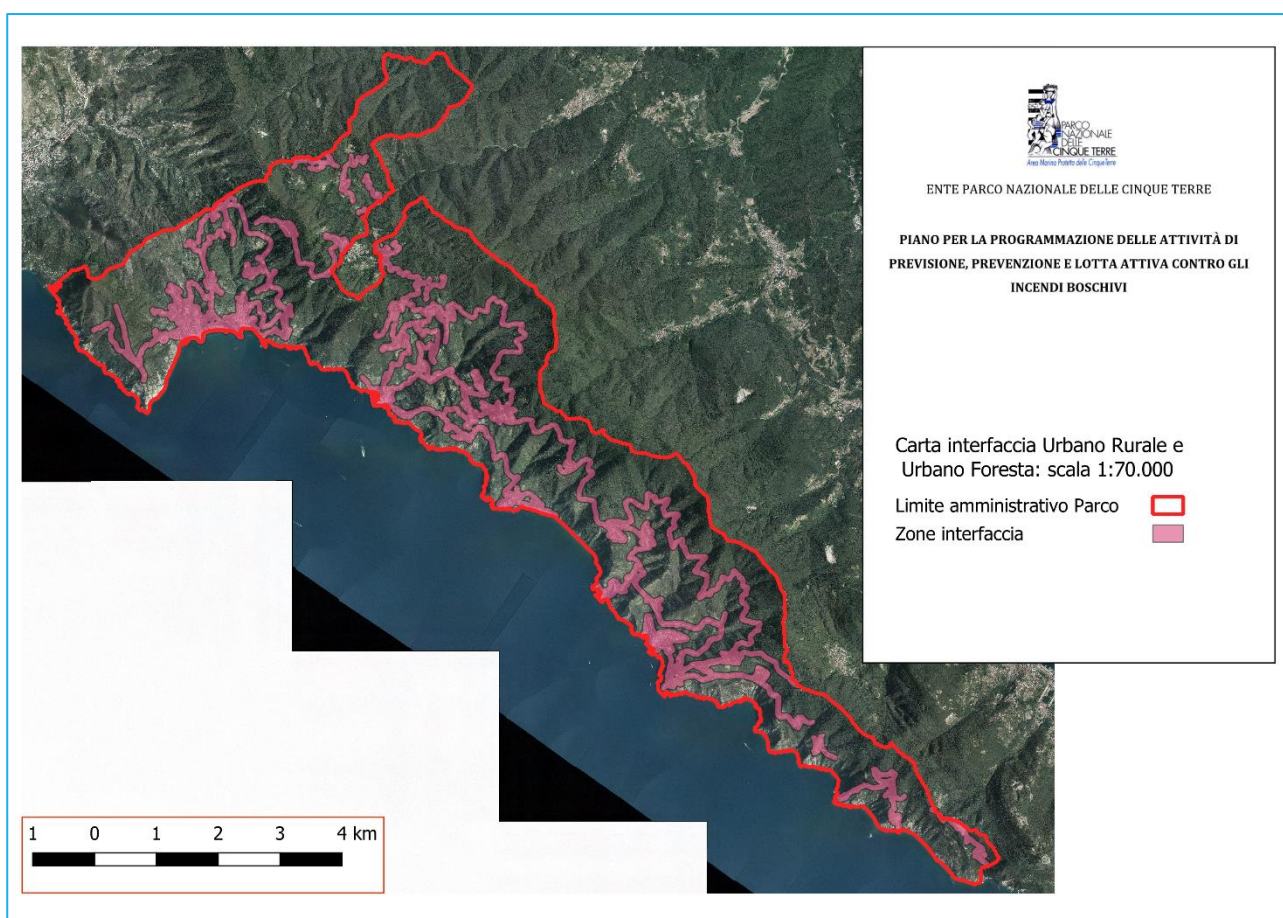 PARCO
NAZIONALE
DELLE
CINQUE TERRE
Area Marina Protetta delle Cinque Terre
ENTE PARCO NAZIONALE DELLE CINQUE TERRE
PIANO PER LA PROGRAMMAZIONE DELLE ATTIVITÀ DI
PREVISIONE, PREVENZIONE E LOTTA ATTIVA CONTRO GLI
INCENDI BOSCHIVI
Carta interfaccia Urbano Rurale e
Urbano Foresta: scala 1:70.000
Limite amministrativo Parco
Zone interfaccia
1 0 1 2 3 4 km